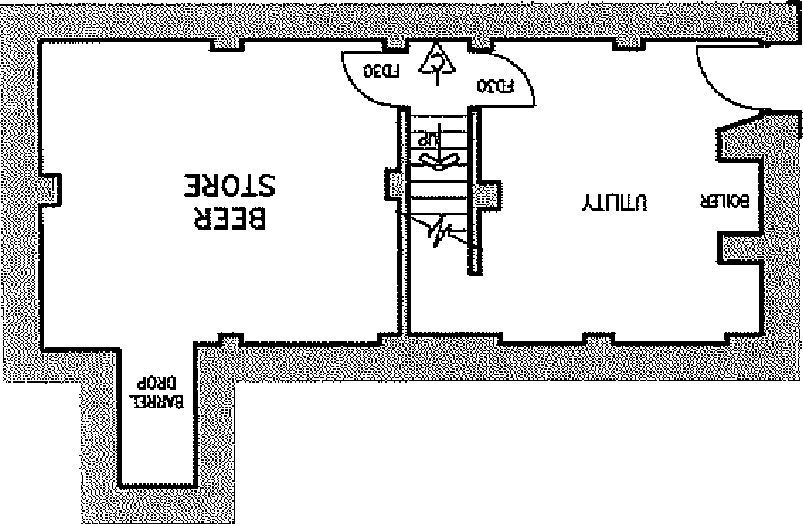 BARREL
DROP
BEER
STORE
UTILITY
BOILER
UP
FD30
FD30